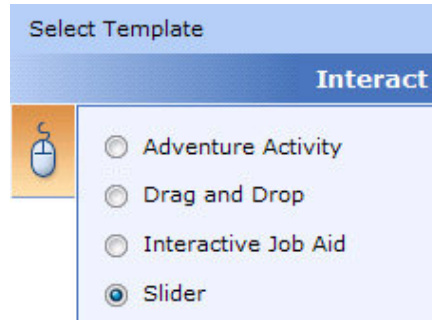 Select Template
Interact
Adventure Activity
Drag and Drop
Interactive Job Aid
Slider